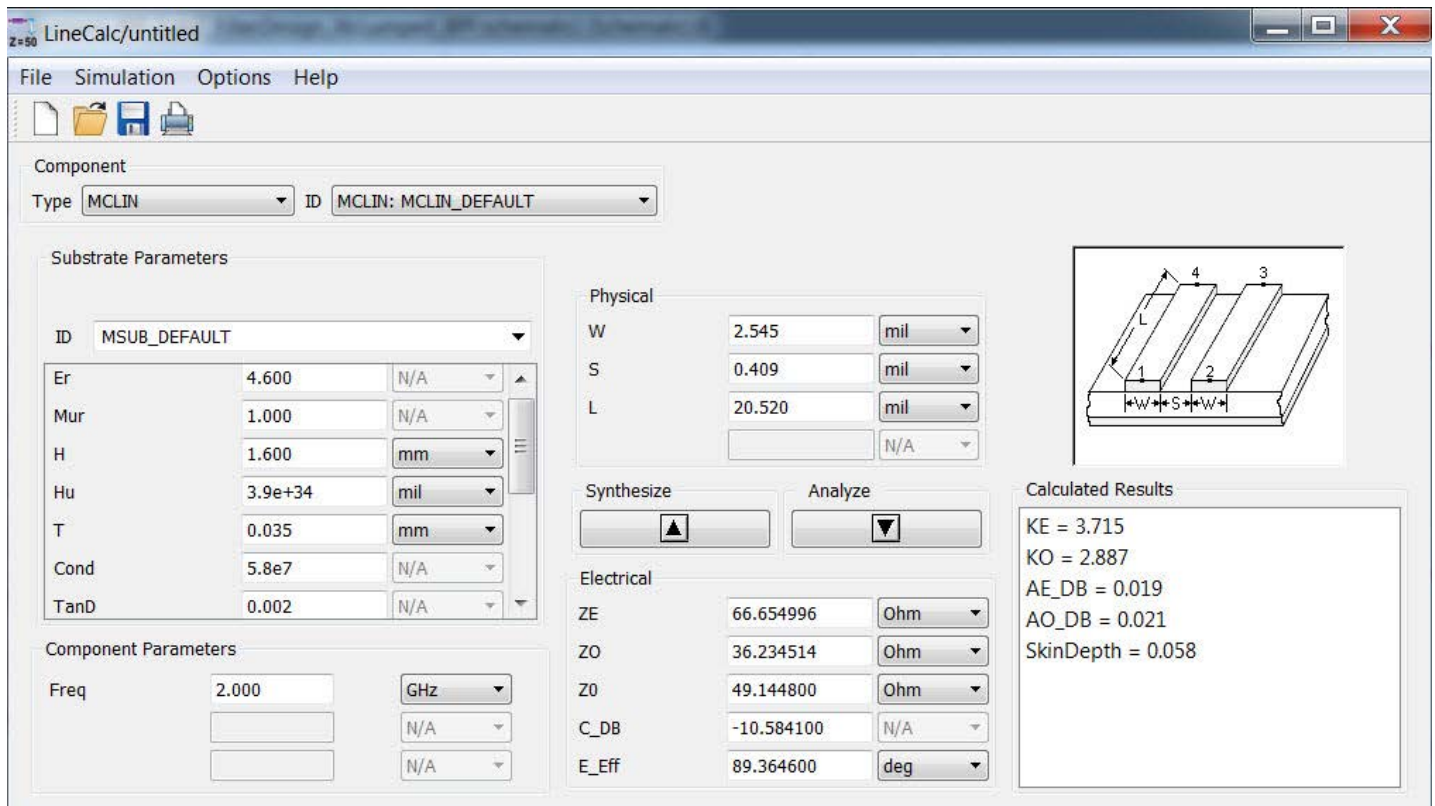 Z=50 LineCalc/untitled
File Simulation Options Help
Component
Type MCLIN ID MCLIN: MCLIN_DEFAULT
Substrate Parameters
ID MSUB_DEFAULT
Er 4.600 N/A
Mur 1.000 N/A
H 1.600 mm
Hu 3.9e+34 mil
T 0.035 mm
Cond 5.8e7 N/A
TanD 0.002 N/A
Component Parameters
Freq 2.000 GHz
N/A
N/A
Physical
W 2.545 mil
S 0.409 mil
L 20.520 mil
N/A
Synthesize Analyze
Electrical
ZE 66.654996 Ohm
ZO 36.234514 Ohm
Z0 49.144800 Ohm
C_DB -10.584100 N/A
E_Eff 89.364600 deg
4 3
L
1 2
W S W
Calculated Results
KE = 3.715
KO = 2.887
AE_DB = 0.019
AO_DB = 0.021
SkinDepth = 0.058